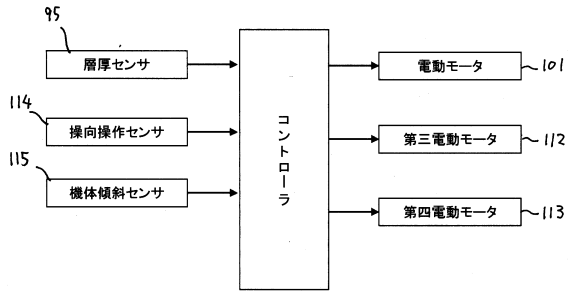 95
層厚センサ
114
操向操作センサ
115
機体傾斜センサ
コントローラ
電動モータ
101
第三電動モータ
112
第四電動モータ
113